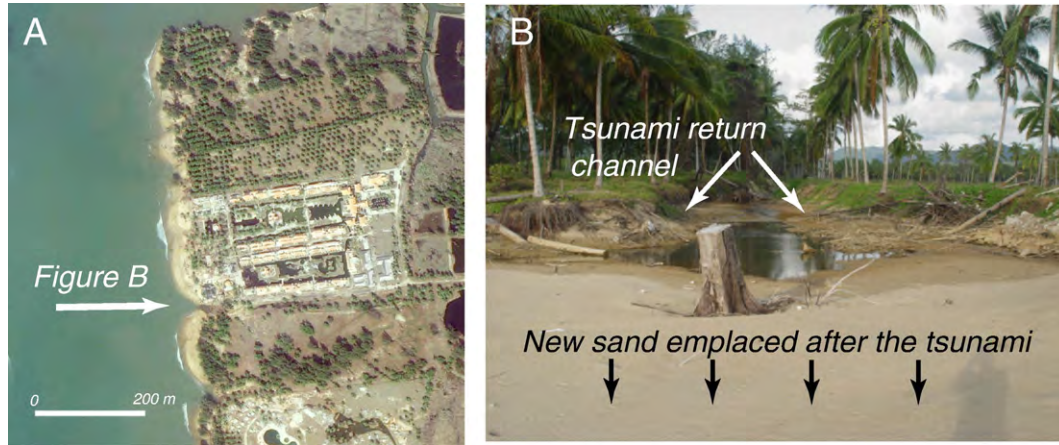 A
Figure B
0 200 m
B
Tsunami return
channel
New sand emplaced after the tsunami